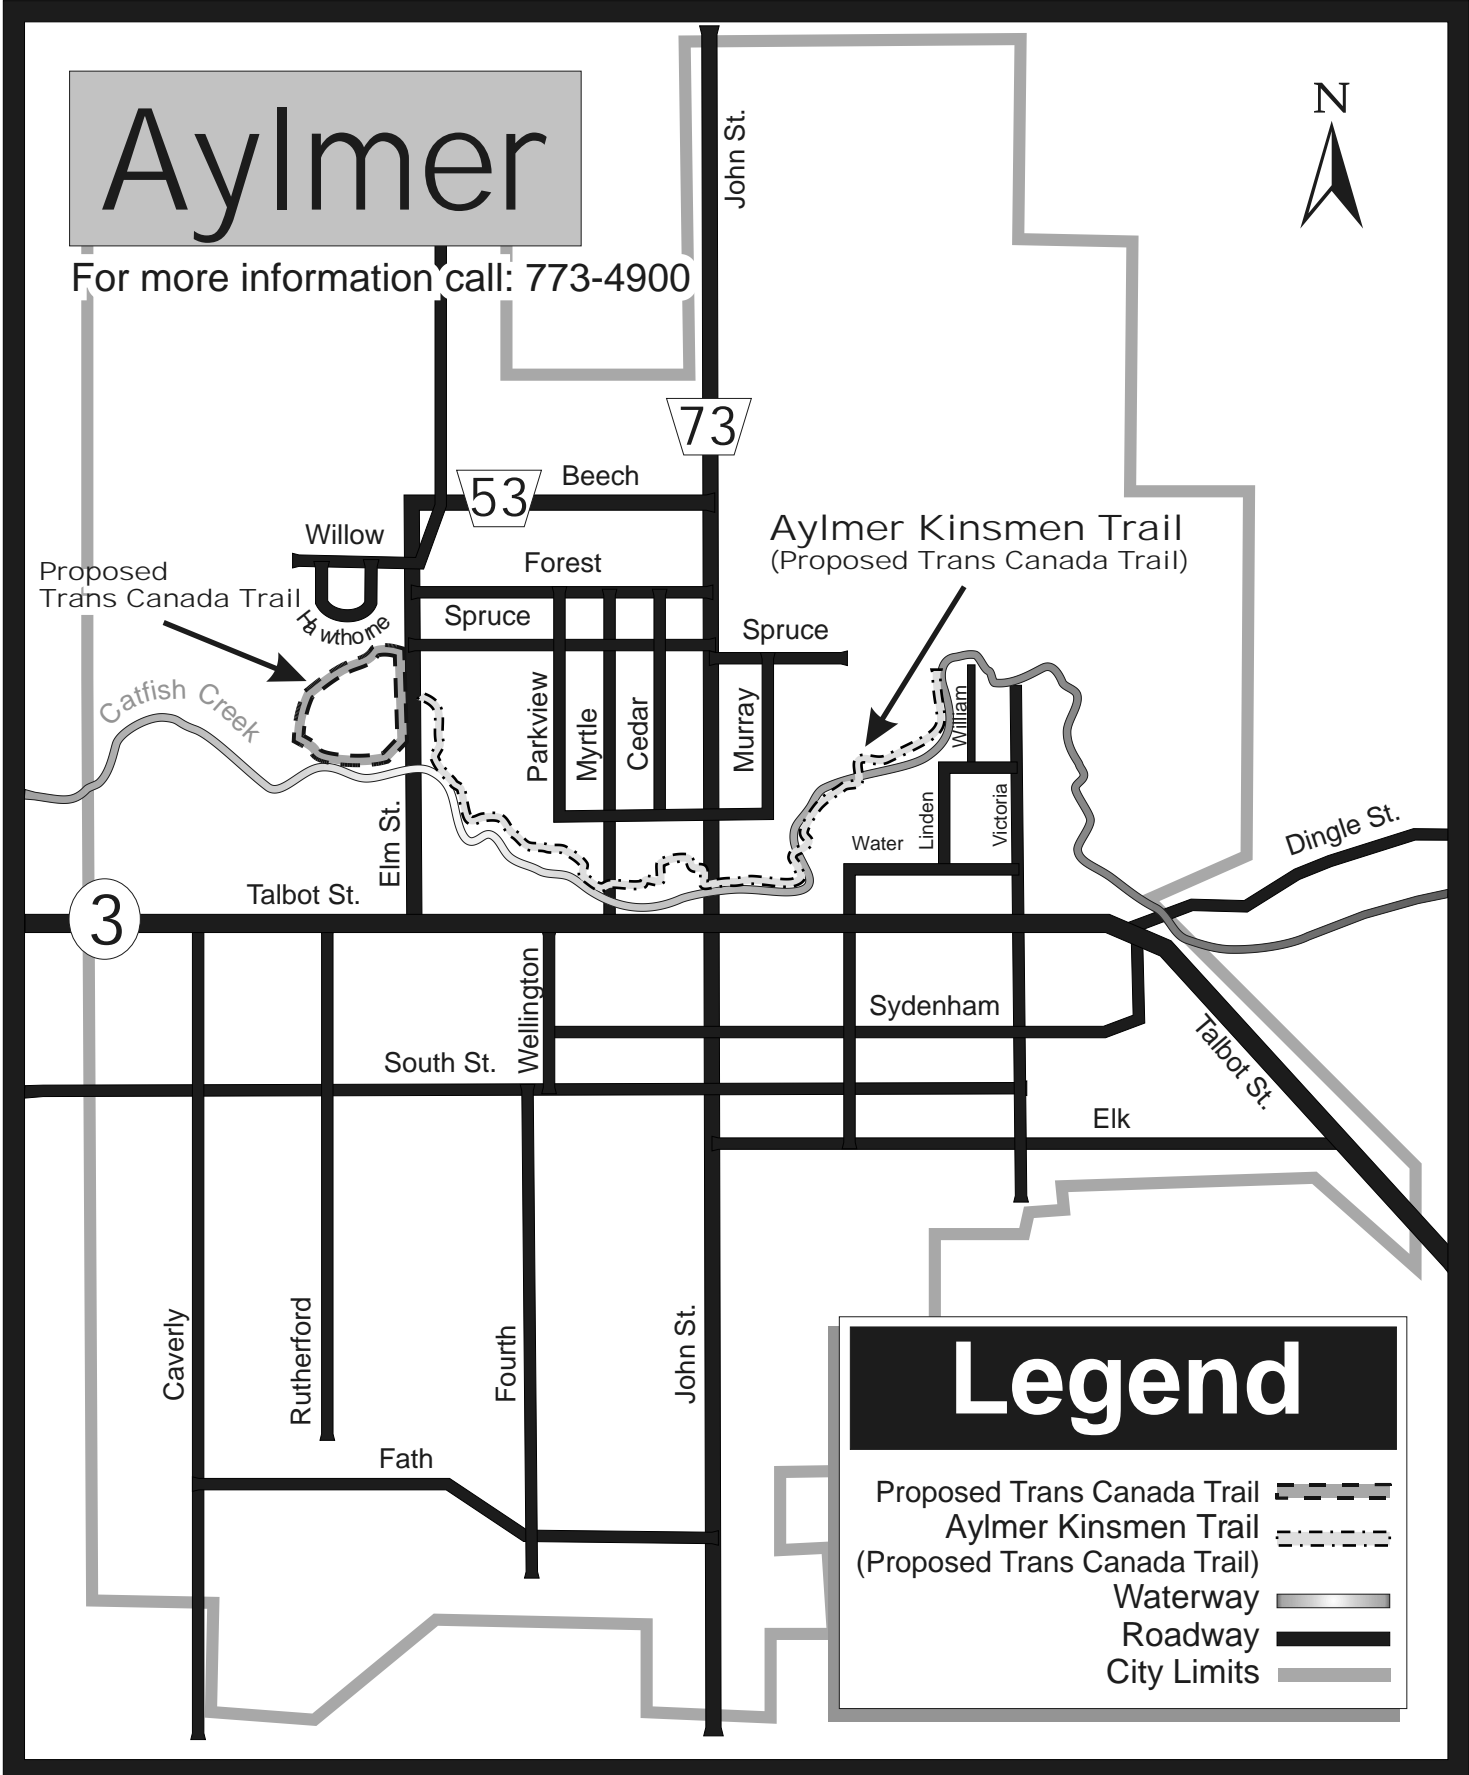 Aylmer
For more information call: 773-4900
N
John St.
73
53
Beech
Willow
Forest
Proposed
Trans Canada Trail
Hawthorne
Spruce
Spruce
Aylmer Kinsmen Trail
(Proposed Trans Canada Trail)
Catfish Creek
Parkview
Myrtle
Cedar
Murray
William
Linden
Victoria
Water
Elm St.
Dingle St.
Talbot St.
3
Wellington
Sydenham
South St.
Talbot St.
Elk
Caverly
Rutherford
Fourth
John St.
Fath
Legend
Proposed Trans Canada Trail
Aylmer Kinsmen Trail
(Proposed Trans Canada Trail)
Waterway
Roadway
City Limits